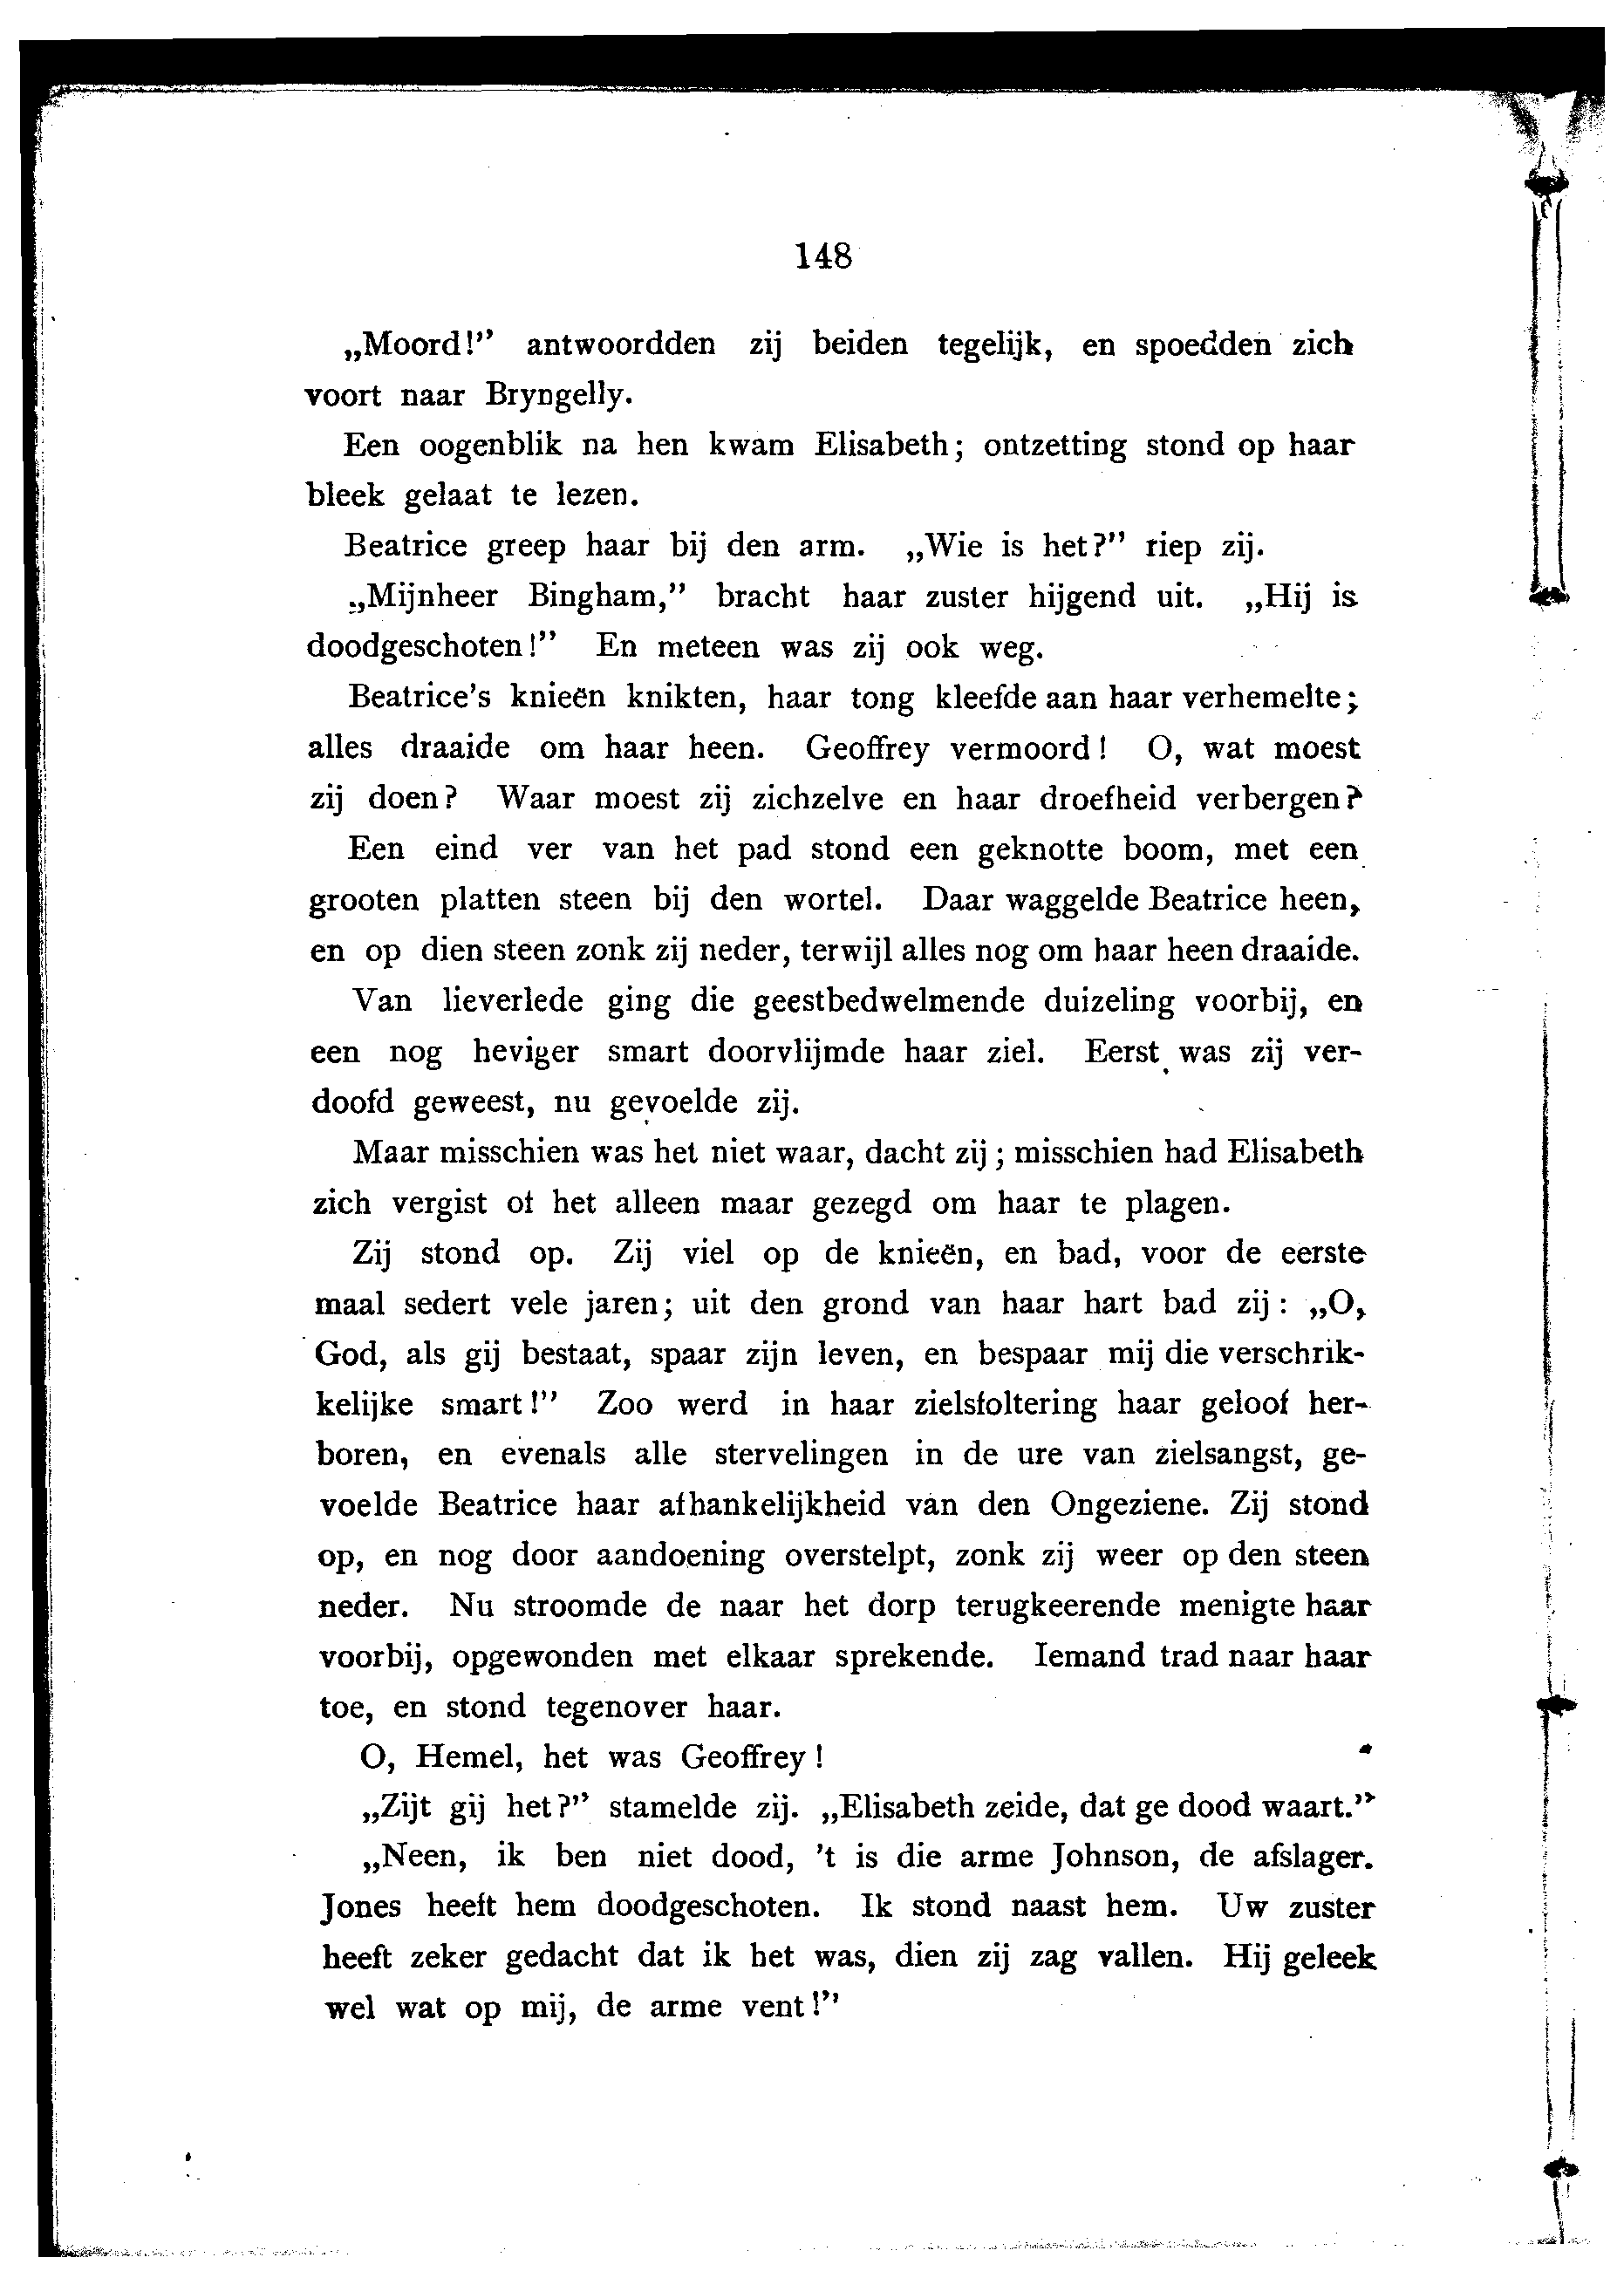 148
„Moord!” antwoordden zij beiden tegelijk, en spoedden zich
voort naar Bryngelly.
Een oogenblik na hen kwam Elisabeth; ontzetting stond op haar
bleek gelaat te lezen.
Beatrice greep haar bij den arm. „Wie is het?” riep zij.
„Mijnheer Bingham,” bracht haar zuster hijgend uit. „Hij is
doodgeschoten!” En meteen was zij ook weg.
Beatrice's knieën knikten, haar tong kleefde aan haar verhemelte;
alles draaide om haar heen. Geoffrey vermoord! O, wat moest
zij doen? Waar moest zij zichzelve en haar droefheid verbergen?
Een eind ver van het pad stond een geknotte boom, met een
grooten platten steen bij den wortel. Daar waggelde Beatrice heen,
en op dien steen zonk zij neder, terwijl alles nog om haar heen draaide.
Van lieverlede ging die geestbedwelmende duizeling voorbij, en
een nog heviger smart doorvlijmde haar ziel. Eerst was zij ver-
doofd geweest, nu gevoelde zij.
Maar misschien was het niet waar, dacht zij; misschien had Elisabeth
zich vergist of het alleen maar gezegd om haar te plagen.
Zij stond op. Zij viel op de knieën, en bad, voor de eerste
maal sedert vele jaren; uit den grond van haar hart bad zij: „O,
God, als gij bestaat, spaar zijn leven, en bespaar mij die verschrik-
kelijke smart!” Zoo werd in haar zielsfoltering haar geloof her-
boren, en evenals alle stervelingen in de ure van zielsangst, ge-
voelde Beatrice haar afhankelijkheid van den Ongeziene. Zij stond
op, en nog door aandoening overstelpt, zonk zij weer op den steen
neder. Nu stroomde de naar het dorp terugkeerende menigte haar
voorbij, opgewonden met elkaar sprekende. Iemand trad naar haar
toe, en stond tegenover haar.
O, Hemel, het was Geoffrey!
„Zijt gij het?” stamelde zij. „Elisabeth zeide, dat ge dood waart.”
„Neen, ik ben niet dood, 't is die arme Johnson, de afslager.
Jones heeft hem doodgeschoten. Ik stond naast hem. Uw zuster
heeft zeker gedacht dat ik het was, dien zij zag vallen. Hij geleek
wel wat op mij, de arme vent!”